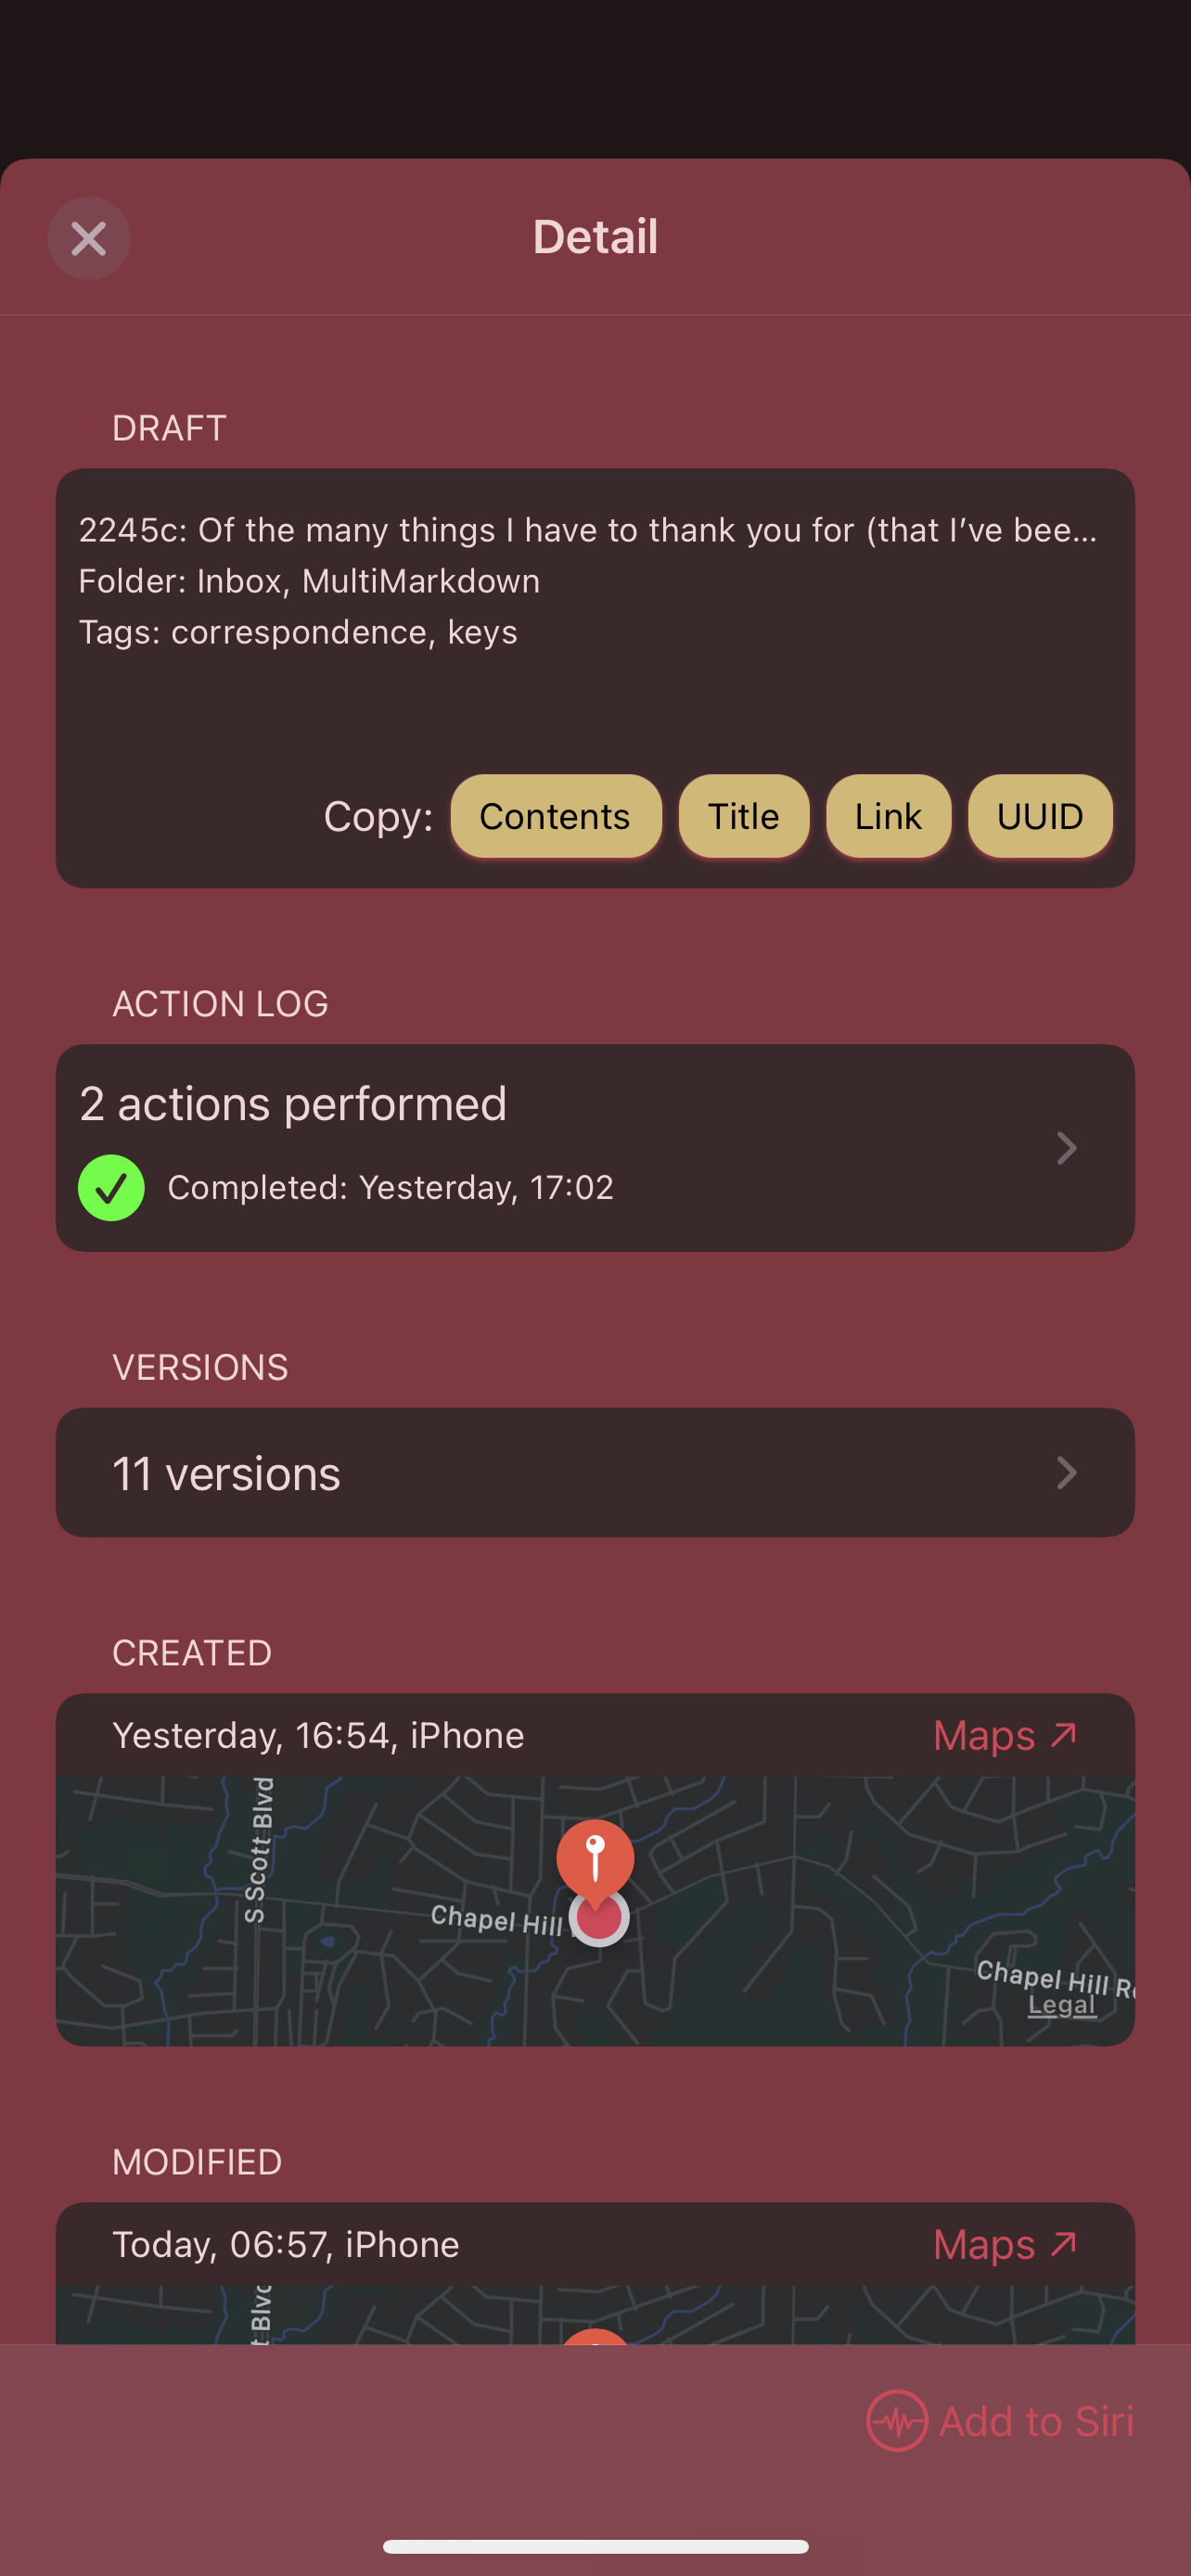 Detail
DRAFT
2245c: Of the many things I have to thank you for (that I’ve bee…
Folder: Inbox, MultiMarkdown
Tags: correspondence, keys
Copy: Contents Title Link UUID
ACTION LOG
2 actions performed
Completed: Yesterday, 17:02
VERSIONS
11 versions
CREATED
Yesterday, 16:54, iPhone Maps
S Scott Blvd
Chapel Hill
Chapel Hill R
Legal
MODIFIED
Today, 06:57, iPhone Maps
t Blvd
Add to Siri